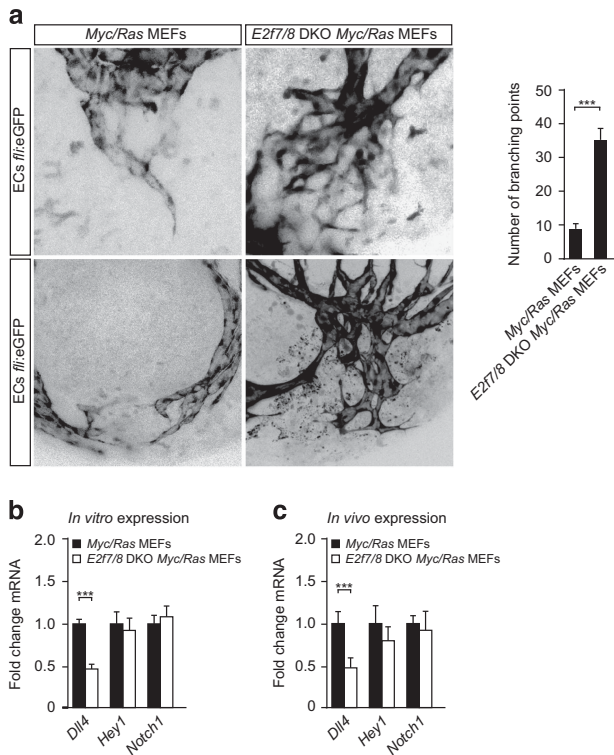 a
Myc/Ras MEFs
E2f7/8 DKO Myc/Ras MEFs
ECs fli:eGFP
ECs fli:eGFP
Number of branching points
50
40
30
20
10
0
***
Myc/Ras MEFs
E2f7/8 DKO Myc/Ras MEFs
b
In vitro expression
Myc/Ras MEFs
E2f7/8 DKO Myc/Ras MEFs
Fold change mRNA
2.0
1.5
1.0
0.5
0
***
Dll4
Hey1
Notch1
c
In vivo expression
Myc/Ras MEFs
E2f7/8 DKO Myc/Ras MEFs
Fold change mRNA
2.0
1.5
1.0
0.5
0
***
Dll4
Hey1
Notch1